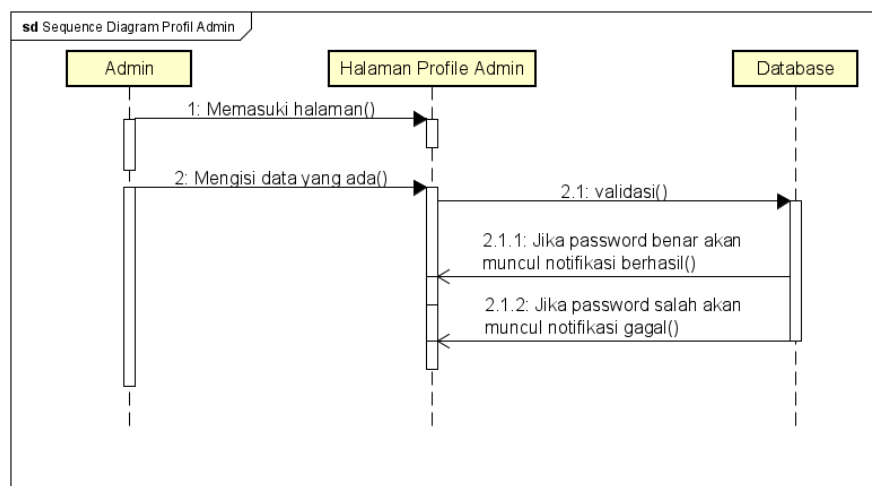 sd Sequence Diagram Profil Admin
Admin
Halaman Profile Admin
Database
1: Memasuki halaman()
2: Mengisi data yang ada()
2.1: validasi()
2.1.1: Jika password benar akan
muncul notifikasi berhasil()
2.1.2: Jika password salah akan
muncul notifikasi gagal()